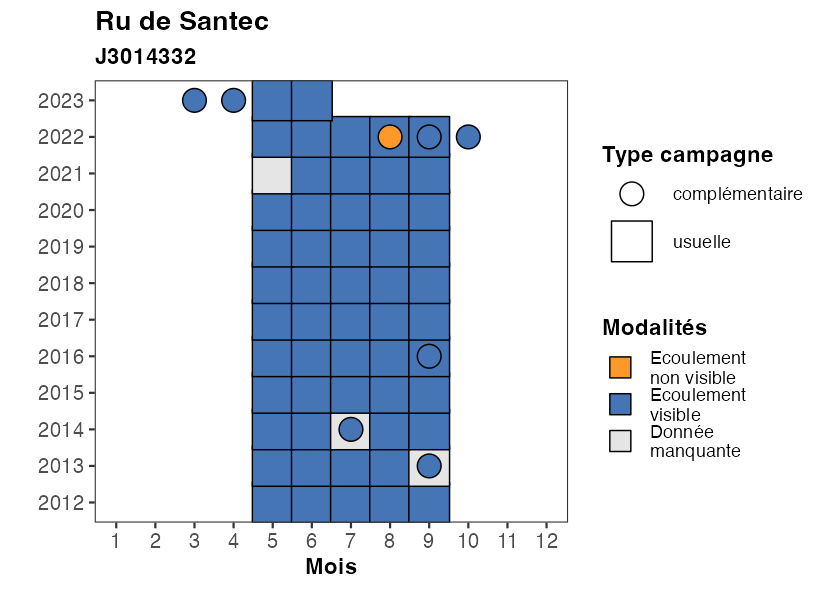 Ru de Santec
J3014332
2023
2022
2021
2020
2019
2018
2017
2016
2015
2014
2013
2012
1 2 3 4 5 6 7 8 9 10 11 12
Mois
Type campagne
complémentaire
usuelle
Modalités
Ecoulement
non visible
Ecoulement
visible
Donnée
manquante